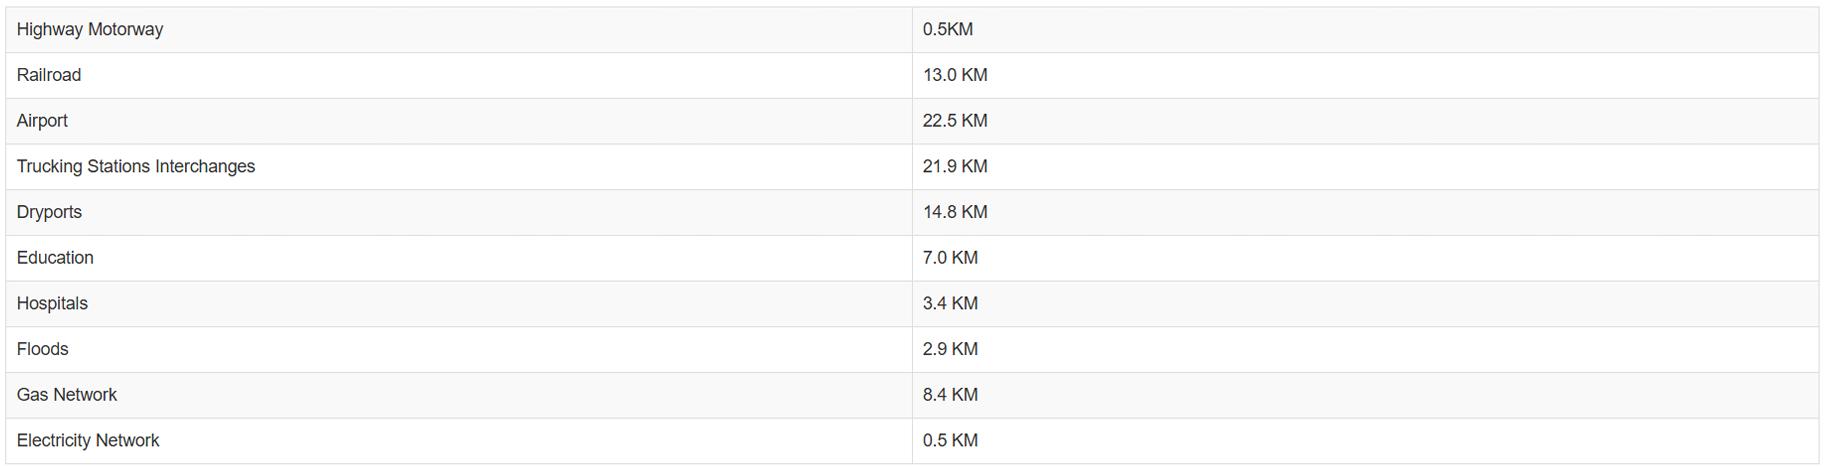 Highway Motorway 0.5KM
Railroad 13.0 KM
Airport 22.5 KM
Trucking Stations Interchanges 21.9 KM
Dryports 14.8 KM
Education 7.0 KM
Hospitals 3.4 KM
Floods 2.9 KM
Gas Network 8.4 KM
Electricity Network 0.5 KM